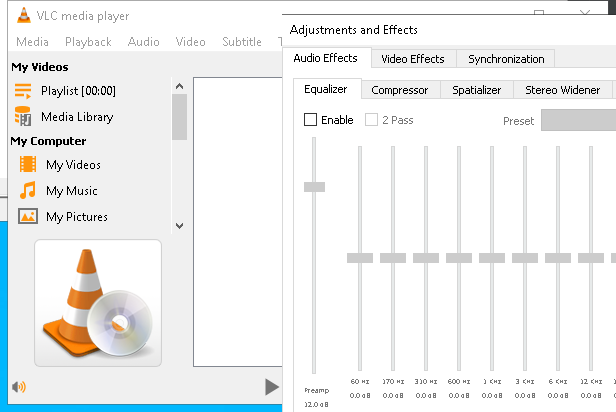 VLC media player
Media Playback Audio Video Subtitle
My Videos
Playlist [00:00]
Media Library
My Computer
My Videos
My Music
My Pictures
Adjustments and Effects
Audio Effects Video Effects Synchronization
Equalizer Compressor Spatializer Stereo Widener
Enable 2 Pass Preset
60 Hz 170 Hz 310 Hz 600 Hz 1 KHz 3 KHz 6 KHz 12 KHz
Preamp 0.0 dB 0.0 dB 0.0 dB 0.0 dB 0.0 dB 0.0 dB 0.0 dB 0.0 dB
12.0 dB